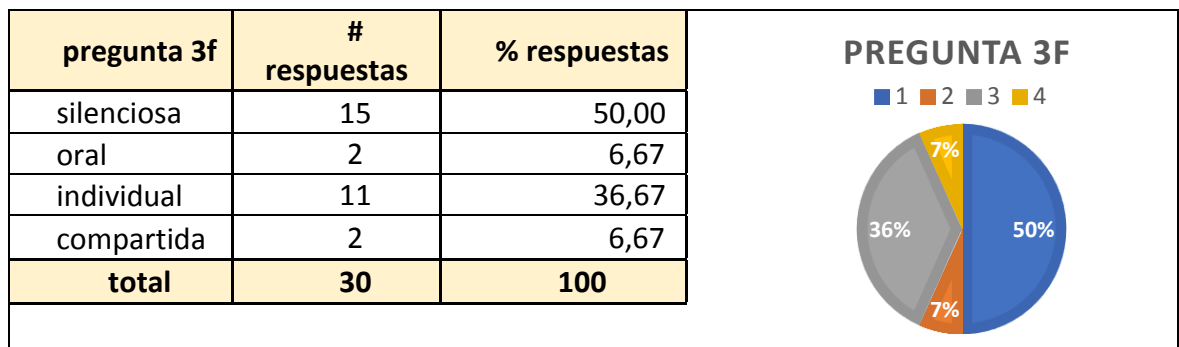 pregunta 3f # respuestas % respuestas
silenciosa 15 50,00
oral 2 6,67
individual 11 36,67
compartida 2 6,67
total 30 100
PREGUNTA 3F
1 2 3 4
7%
36% 50%
7%